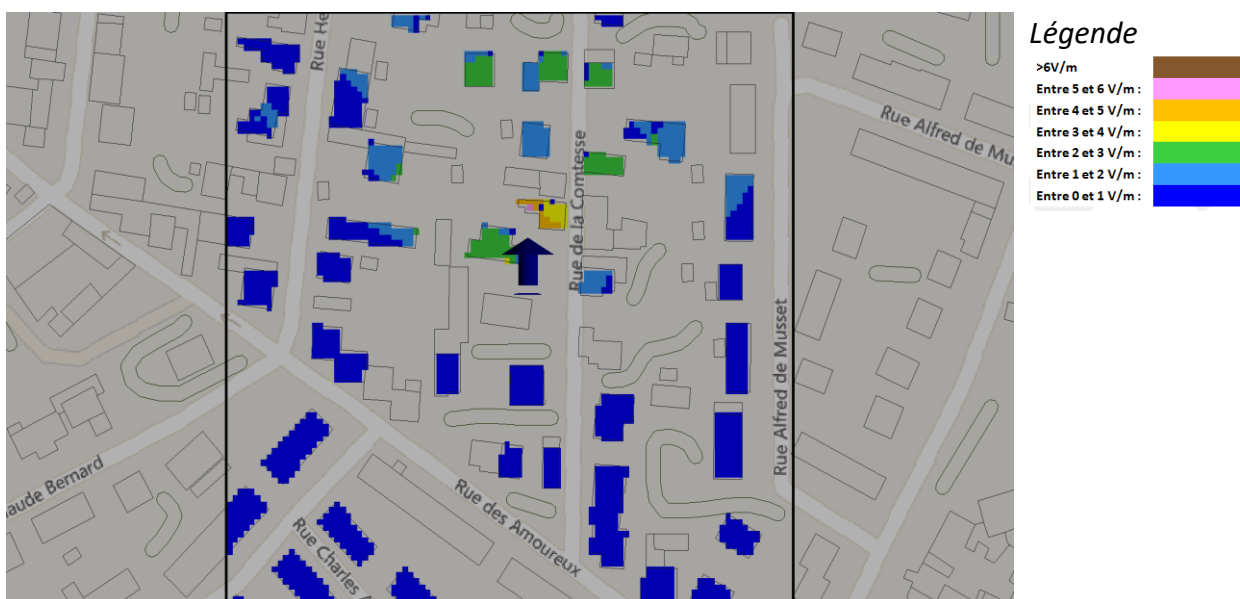 Légende
>6V/m
Entre 5 et 6 V/m :
Entre 4 et 5 V/m :
Entre 3 et 4 V/m :
Entre 2 et 3 V/m :
Entre 1 et 2 V/m :
Entre 0 et 1 V/m :
Rue He
Rue Alfred de Mu
Rue de la Comtesse
Rue Alfred de Musset
aude Bernard
Rue des Amoureux
Rue Charles